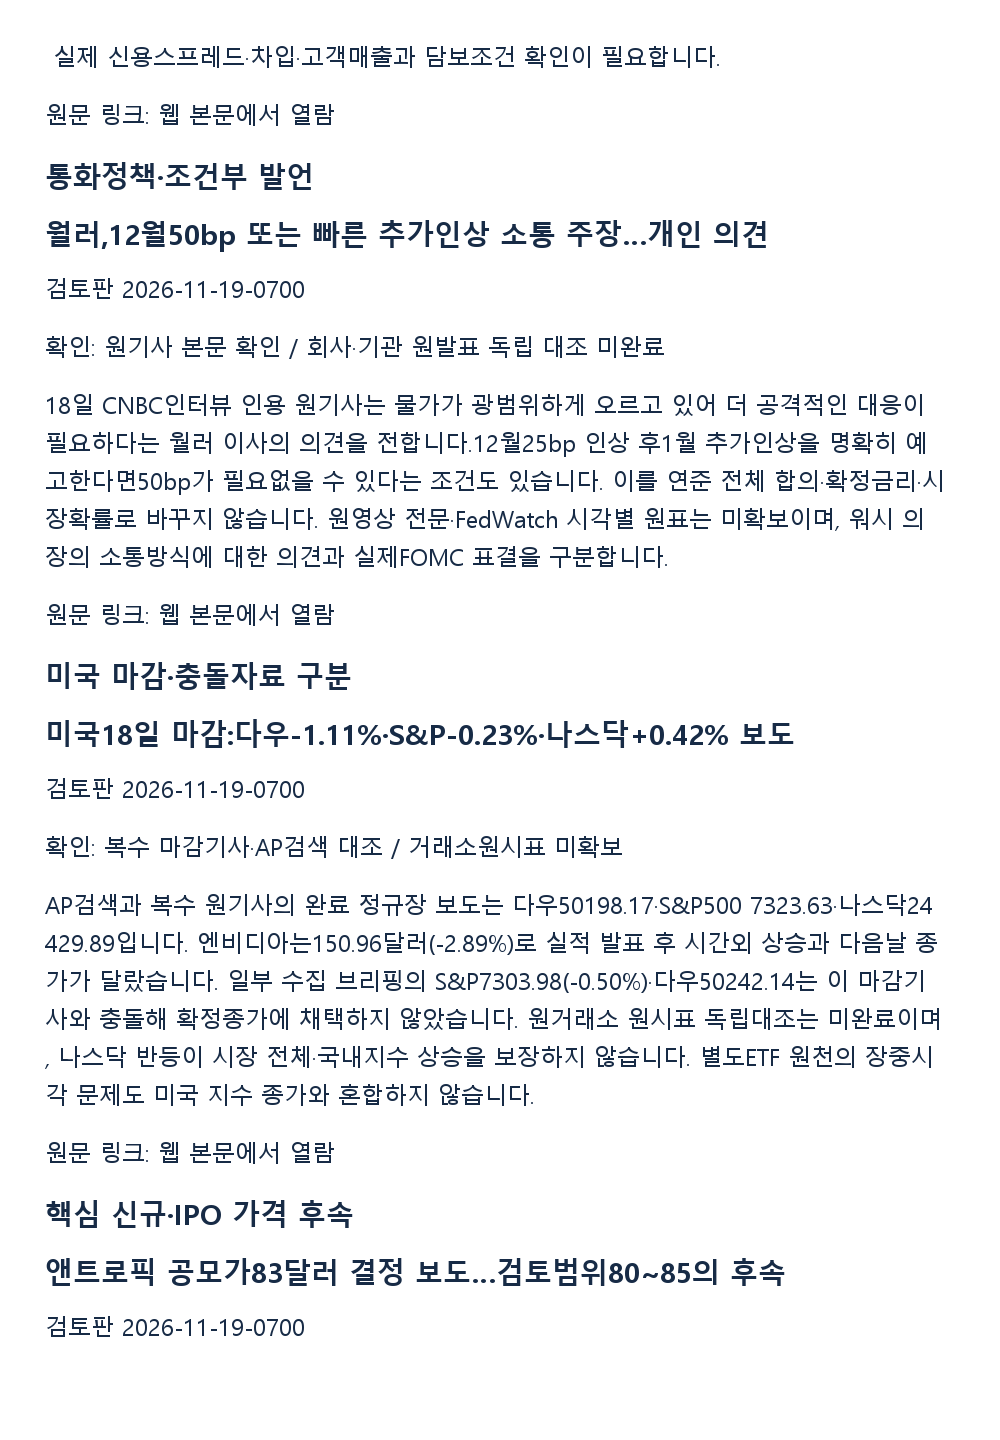 실제 신용스프레드·차입·고객매출과 담보조건 확인이 필요합니다.
원문 링크: 웹 본문에서 열람
통화정책·조건부 발언
월러,12월50bp 또는 빠른 추가인상 소통 주장…개인 의견
검토판 2026-11-19-0700
확인: 원기사 본문 확인 / 회사·기관 원발표 독립 대조 미완료
18일 CNBC인터뷰 인용 원기사는 물가가 광범위하게 오르고 있어 더 공격적인 대응이
필요하다는 월러 이사의 의견을 전합니다.12월25bp 인상 후1월 추가인상을 명확히 예
고한다면50bp가 필요없을 수 있다는 조건도 있습니다. 이를 연준 전체 합의·확정금리·시
장확률로 바꾸지 않습니다. 원영상 전문·FedWatch 시각별 원표는 미확보이며, 워시 의
장의 소통방식에 대한 의견과 실제FOMC 표결을 구분합니다.
원문 링크: 웹 본문에서 열람
미국 마감·충돌자료 구분
미국18일 마감:다우-1.11%·S&P-0.23%·나스닥+0.42% 보도
검토판 2026-11-19-0700
확인: 복수 마감기사·AP검색 대조 / 거래소원시표 미확보
AP검색과 복수 원기사의 완료 정규장 보도는 다우50198.17·S&P500 7323.63·나스닥24
429.89입니다. 엔비디아는150.96달러(-2.89%)로 실적 발표 후 시간외 상승과 다음날 종
가가 달랐습니다. 일부 수집 브리핑의 S&P7303.98(-0.50%)·다우50242.14는 이 마감기
사와 충돌해 확정종가에 채택하지 않았습니다. 원거래소 원시표 독립대조는 미완료이며
, 나스닥 반등이 시장 전체·국내지수 상승을 보장하지 않습니다. 별도ETF 원천의 장중시
각 문제도 미국 지수 종가와 혼합하지 않습니다.
원문 링크: 웹 본문에서 열람
핵심 신규·IPO 가격 후속
앤트로픽 공모가83달러 결정 보도…검토범위80~85의 후속
검토판 2026-11-19-0700